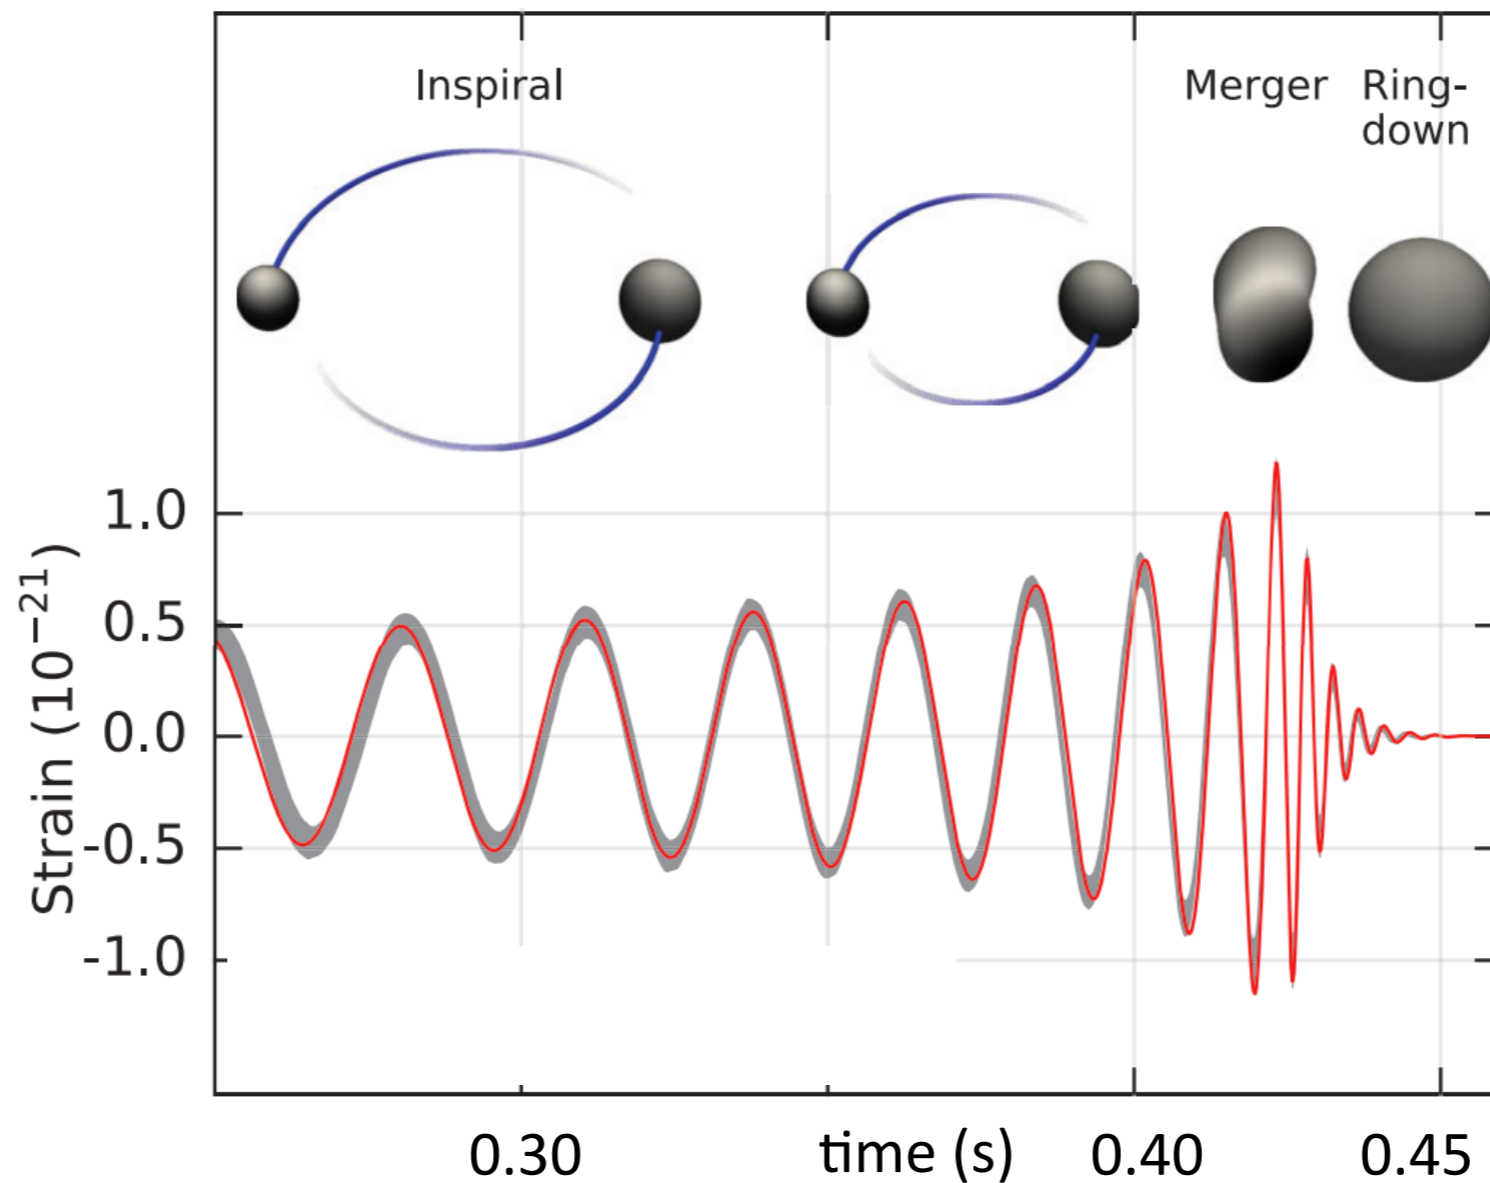 Inspiral
Merger
Ring-
down
Strain (10⁻²¹)
1.0
0.5
0.0
-0.5
-1.0
0.30
time (s)
0.40
0.45